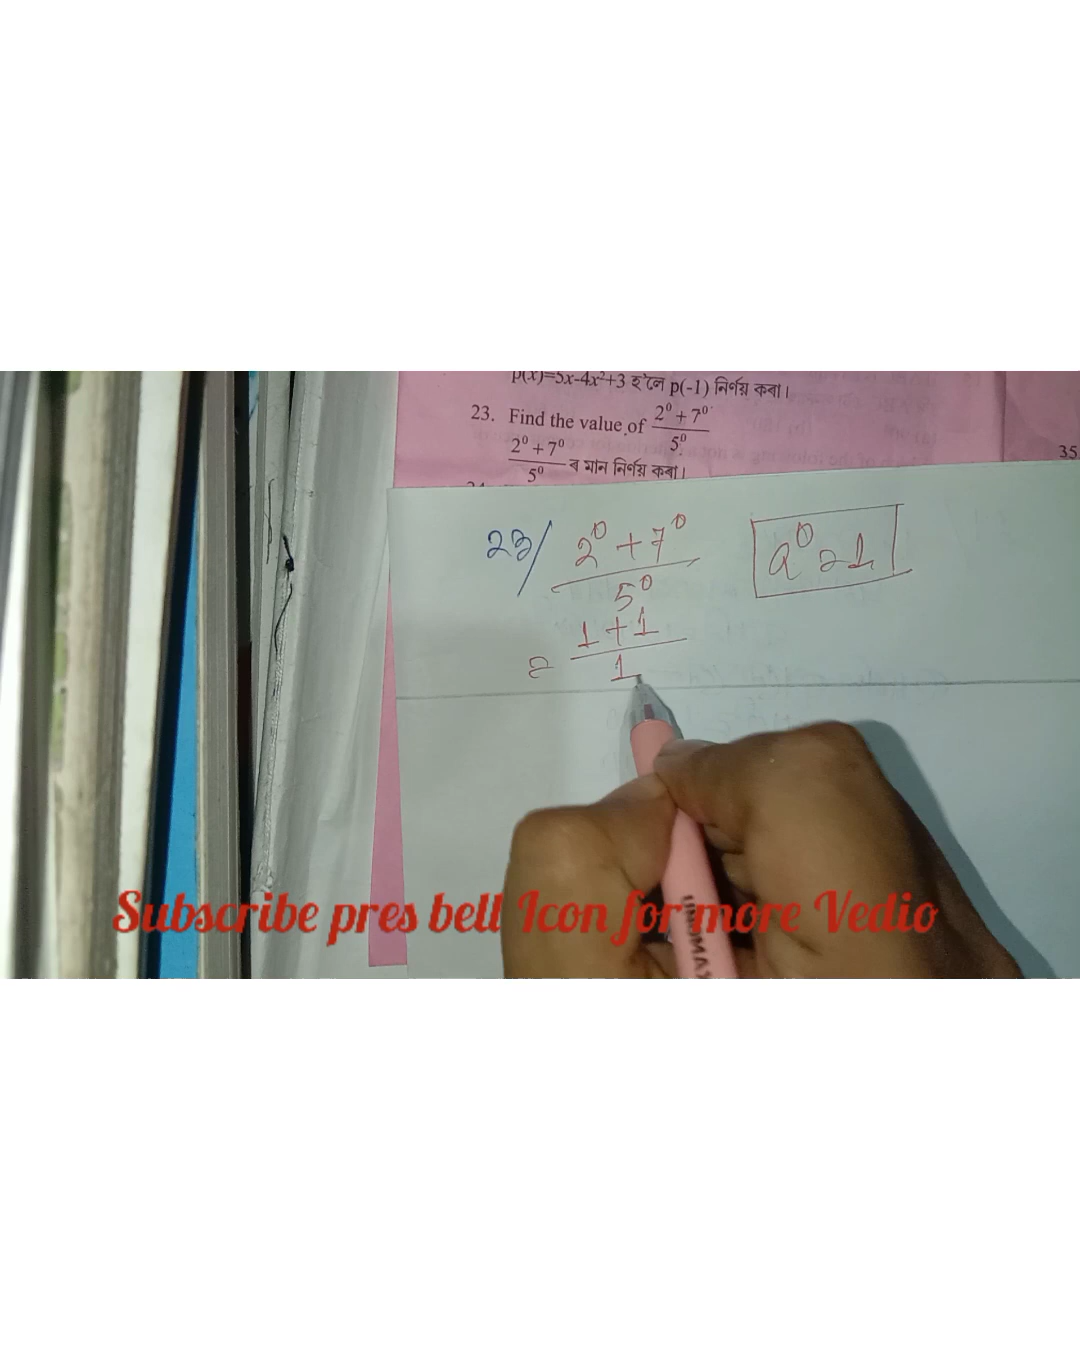 p(x)=5x-4x²+3 হ'লে p(-1) নিৰ্ণয় কৰা।
23. Find the value of (2⁰ + 7⁰)/5⁰
(2⁰ + 7⁰)/5⁰ ৰ মান নিৰ্ণয় কৰা।
35
23/ (2⁰ + 7⁰)/5⁰
a⁰ = 1
= (1 + 1)/1
Subscribe pres bell Icon for more Vedio
UNOMAX